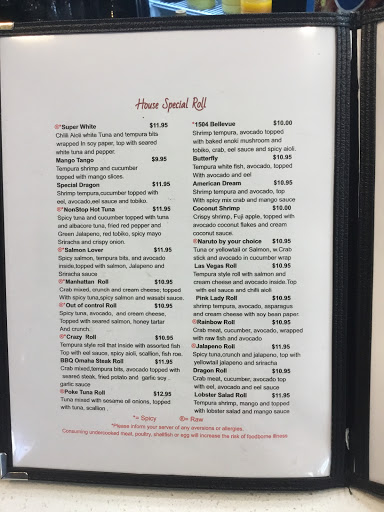 House Special Roll
®*Super White $11.95
Chilli Aioli white Tuna and tempura bits
wrapped In soy paper, top with seared
white tuna and pepper.
Mango Tango $9.95
Tempura shrimp and cucumber
topped with mango slices.
Special Dragon $11.95
Shrimp tempura,cucumber topped with
eel, avocado,eel sauce and tobiko.
®*NonStop Hot Tuna $11.95
Spicy tuna and cucumber topped with tuna
and albacore tuna, fried red pepper and
Green Jalapeno, red tobiko, spicy mayo
Sriracha and crispy onion.
®*Salmon Lover $11.95
Spicy salmon, tempura bits, and avocado
inside,topped with salmon, Jalapeno and
Sriracha sauce
®*Manhattan Roll $10.95
Crab mixed, crunch and cream cheese; topped
With spicy tuna,spicy salmon and wasabi sauce.
®* Out of control Roll $10.95
Spicy tuna, avocado, and cream cheese,
Topped with seared salmon, honey tartar
And crunch.
®*Crazy Roll $10.95
Tempura style roll that inside with assorted fish
Top with eel sauce, spicy aioli, scallion, fish roe.
BBQ Omaha Steak Roll $11.95
Crab mixed,tempura bits, avocado topped with
seared steak, fried potato and garlic soy
garlic sauce
®Poke Tuna Roll $12.95
Tuna mixed with sesame oil onions, topped with
tuna, scallion
*1504 Bellevue $10.00
Shrimp tempura, avocado topped
with baked enoki mushroom and
tobiko, crab, eel sauce and spicy aioli.
Butterfly $10.95
Tempura white fish, avocado, topped
With avocado and eel
American Dream $10.95
Shrimp tempura and avocado, top
With spicy mix crab and mango sauce
Coconut Shrimp $10.00
Crispy shrimp, Fuji apple, topped with
avocado coconut flakes and cream
coconut sauce.
®Naruto by your choice $10.95
Tuna or yellowtail or Salmon, w.Crab
stick and avocado in cucumber wrap
Las Vegas Roll $10.95
Tempura style roll with salmon and
cream cheese and avocado inside.Top
with eel sauce and chilli aioli
Pink Lady Roll $10.95
shrimp tempura, avocado, asparagus
and cream cheese with soy bean paper.
®Rainbow Roll $10.95
Crab meat, cucumber, avocado, wrapped
with raw fish and avocado
®Jalapeno Roll $11.95
Spicy tuna,crunch and jalapeno, top with
yellowtail jalapeno and sriracha
Dragon Roll $10.95
Crab meat, cucumber, avocado top
with eel, avocado and eel sauce.
Lobster Salad Roll $11.95
Tempura shrimp, mango and topped
with lobster salad and mango sauce
*= Spicy ®= Raw
*Please inform your server of any aversions or allergies.
Consuming undercooked meat, poultry, shellfish or egg will increase the risk of foodborne illness